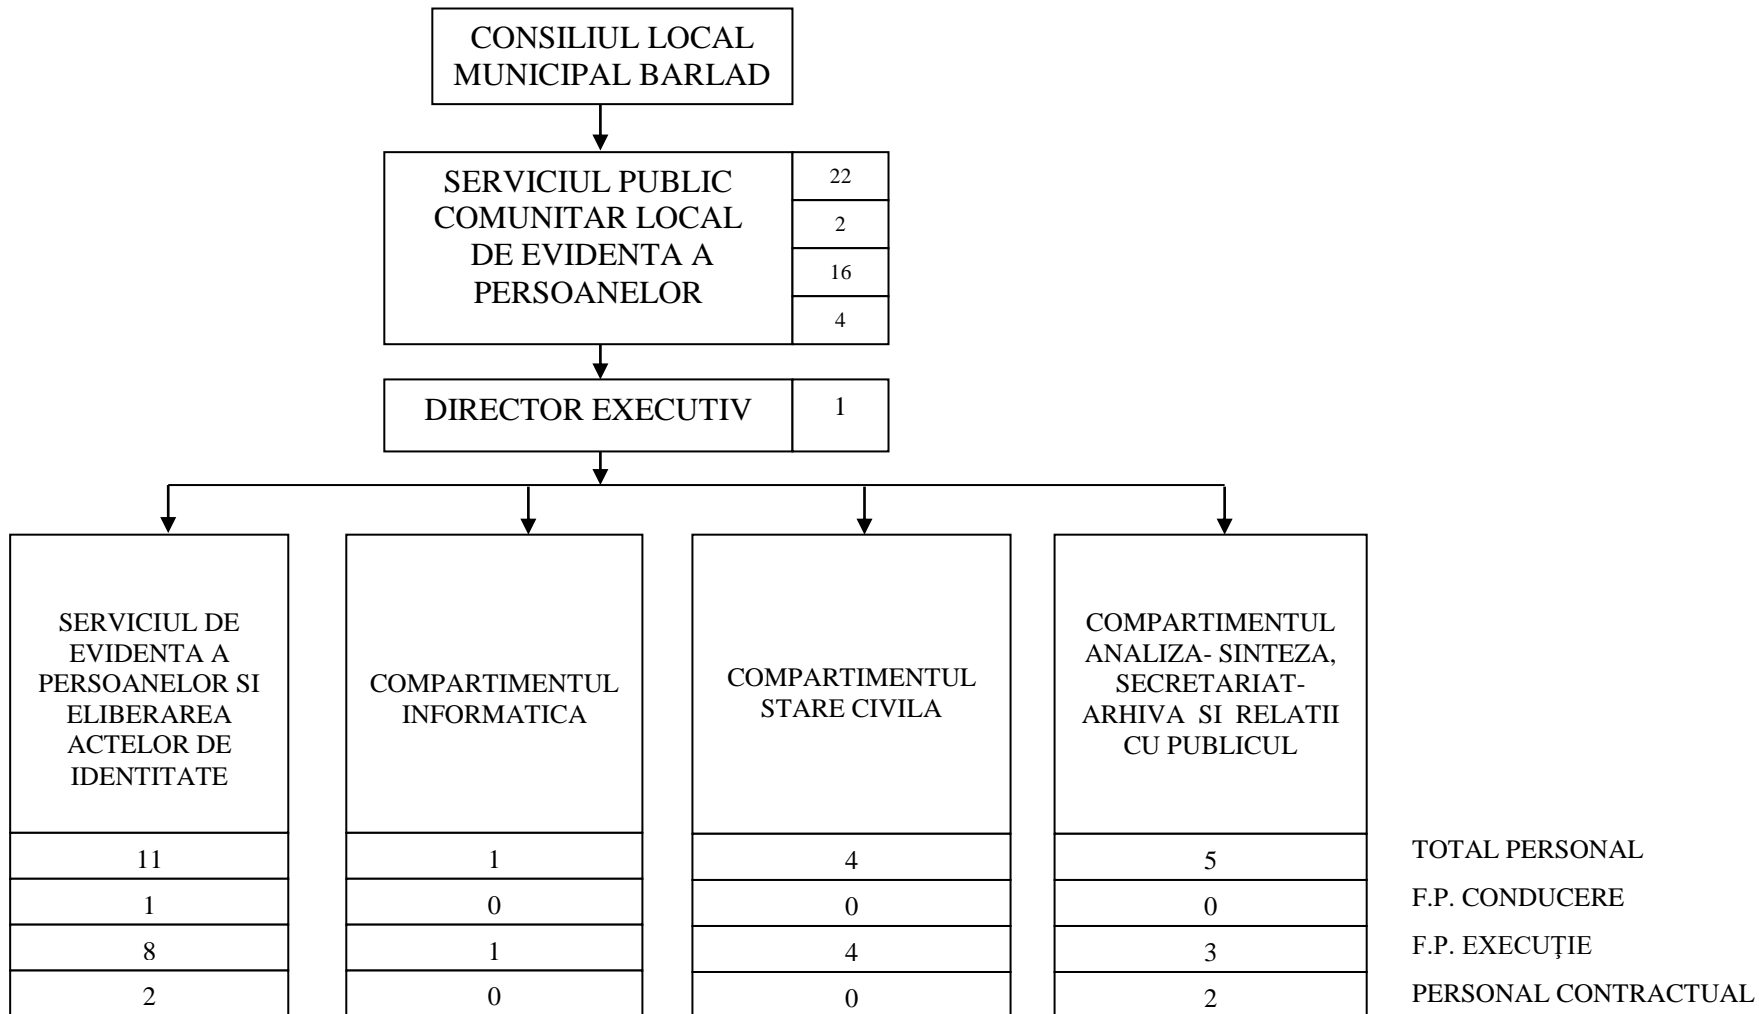 CONSILIUL LOCAL
MUNICIPAL BARLAD
SERVICIUL PUBLIC
COMUNITAR LOCAL
DE EVIDENTA A
PERSOANELOR
22
2
16
4
DIRECTOR EXECUTIV
1
SERVICIUL DE
EVIDENTA A
PERSOANELOR SI
ELIBERAREA
ACTELOR DE
IDENTITATE
COMPARTIMENTUL
INFORMATICA
COMPARTIMENTUL
STARE CIVILA
COMPARTIMENTUL
ANALIZA- SINTEZA,
SECRETARIAT-
ARHIVA SI RELATII
CU PUBLICUL
11 1 4 5 TOTAL PERSONAL
1 0 0 0 F.P. CONDUCERE
8 1 4 3 F.P. EXECUŢIE
2 0 0 2 PERSONAL CONTRACTUAL